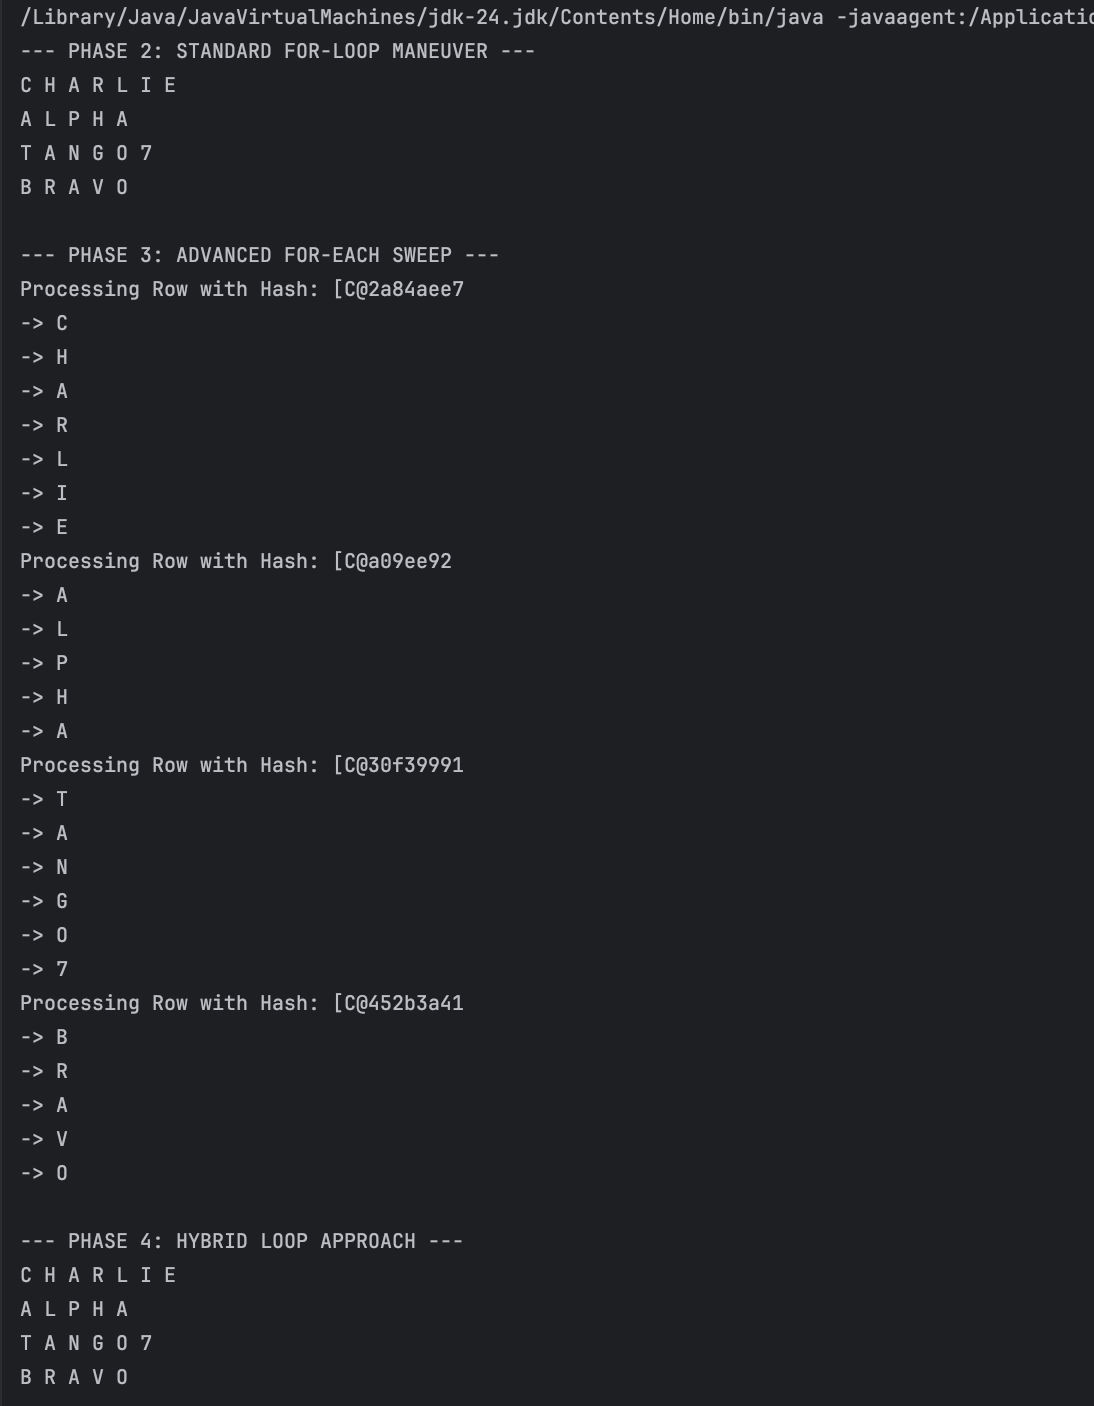 /Library/Java/JavaVirtualMachines/jdk-24.jdk/Contents/Home/bin/java -javaagent:/Applicatio
--- PHASE 2: STANDARD FOR-LOOP MANEUVER ---
C H A R L I E
A L P H A
T A N G O 7
B R A V O
--- PHASE 3: ADVANCED FOR-EACH SWEEP ---
Processing Row with Hash: [C@2a84aee7
-> C
-> H
-> A
-> R
-> L
-> I
-> E
Processing Row with Hash: [C@a09ee92
-> A
-> L
-> P
-> H
-> A
Processing Row with Hash: [C@30f39991
-> T
-> A
-> N
-> G
-> O
-> 7
Processing Row with Hash: [C@452b3a41
-> B
-> R
-> A
-> V
-> O
--- PHASE 4: HYBRID LOOP APPROACH ---
C H A R L I E
A L P H A
T A N G O 7
B R A V O